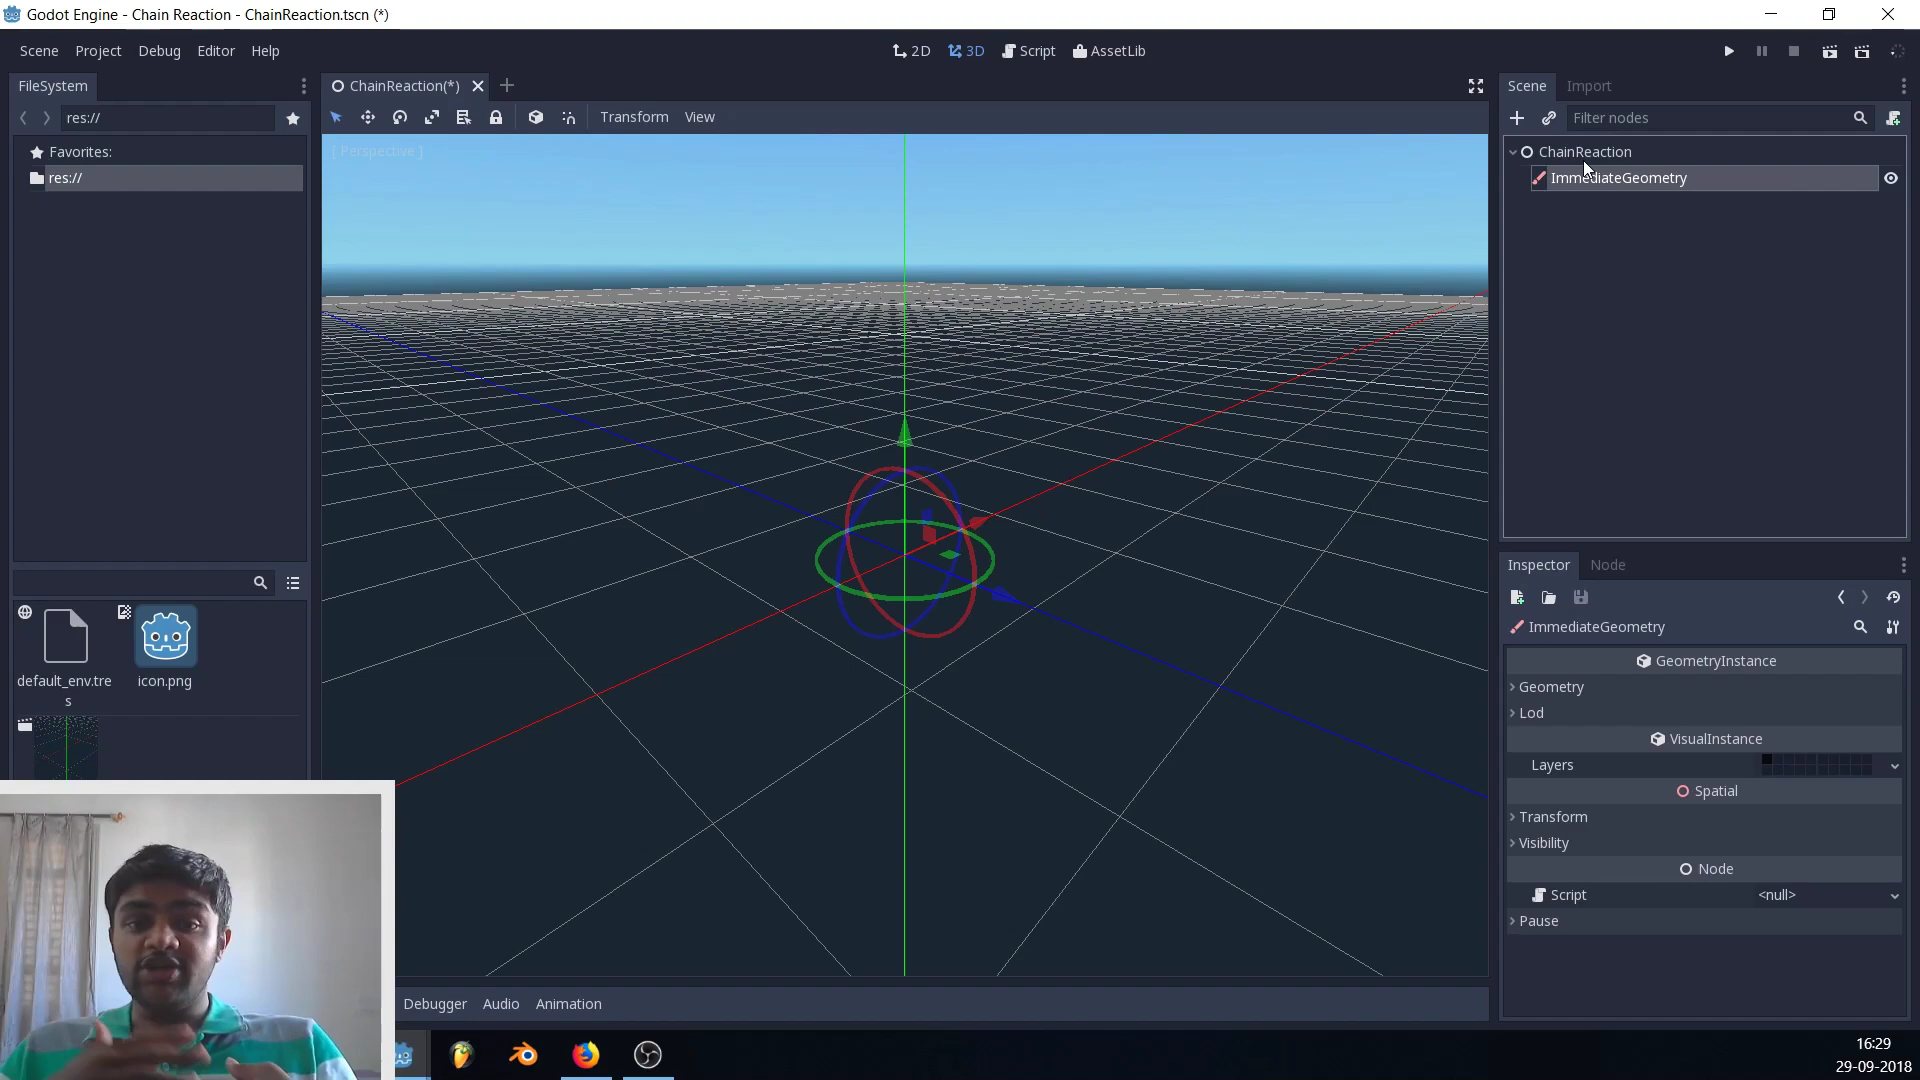 Godot Engine - Chain Reaction - ChainReaction.tscn (*)
Scene Project Debug Editor Help
2D 3D Script AssetLib
FileSystem
res://
Favorites:
res://
default_env.tre
s
icon.png
ChainReaction(*)
Transform View
[ Perspective ]
Debugger Audio Animation
Scene Import
Filter nodes
ChainReaction
ImmediateGeometry
Inspector Node
ImmediateGeometry
GeometryInstance
Geometry
Lod
VisualInstance
Layers
Spatial
Transform
Visibility
Node
Script <null>
Pause
16:29
29-09-2018